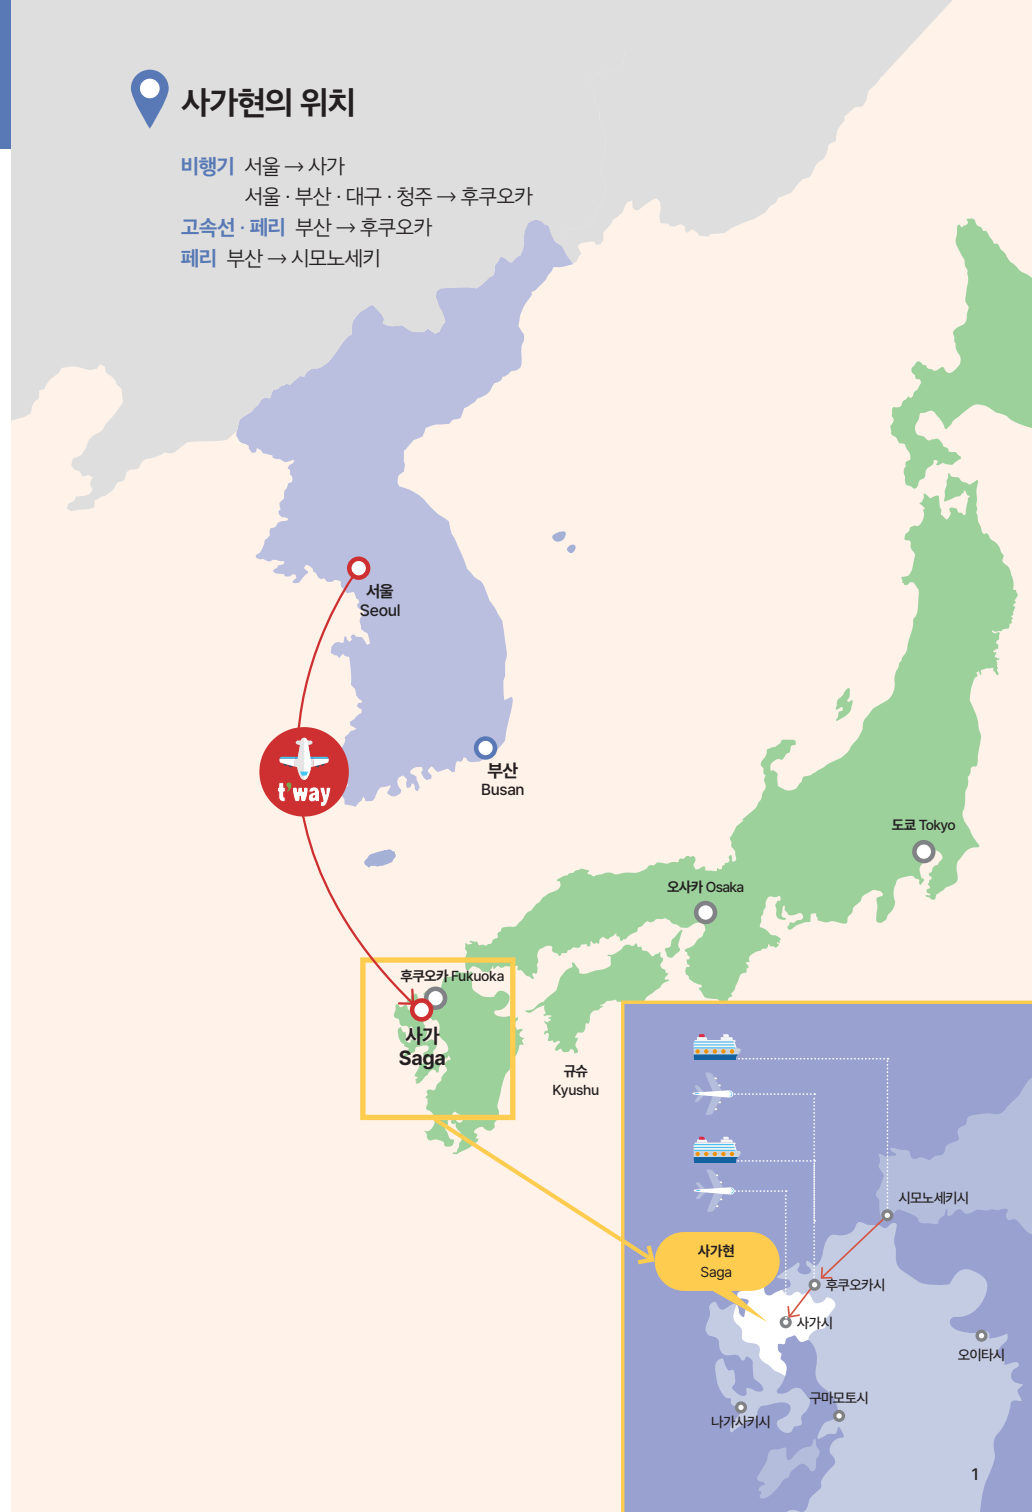 사가현의 위치
비행기 서울 → 사가
서울 · 부산 · 대구 · 청주 → 후쿠오카
고속선 · 페리 부산 → 후쿠오카
페리 부산 → 시모노세키
서울
Seoul
t'way
부산
Busan
도쿄 Tokyo
오사카 Osaka
후쿠오카 Fukuoka
사가
Saga
규슈
Kyushu
시모노세키시
사가현
Saga
후쿠오카시
사가시
오이타시
구마모토시
나가사키시
1